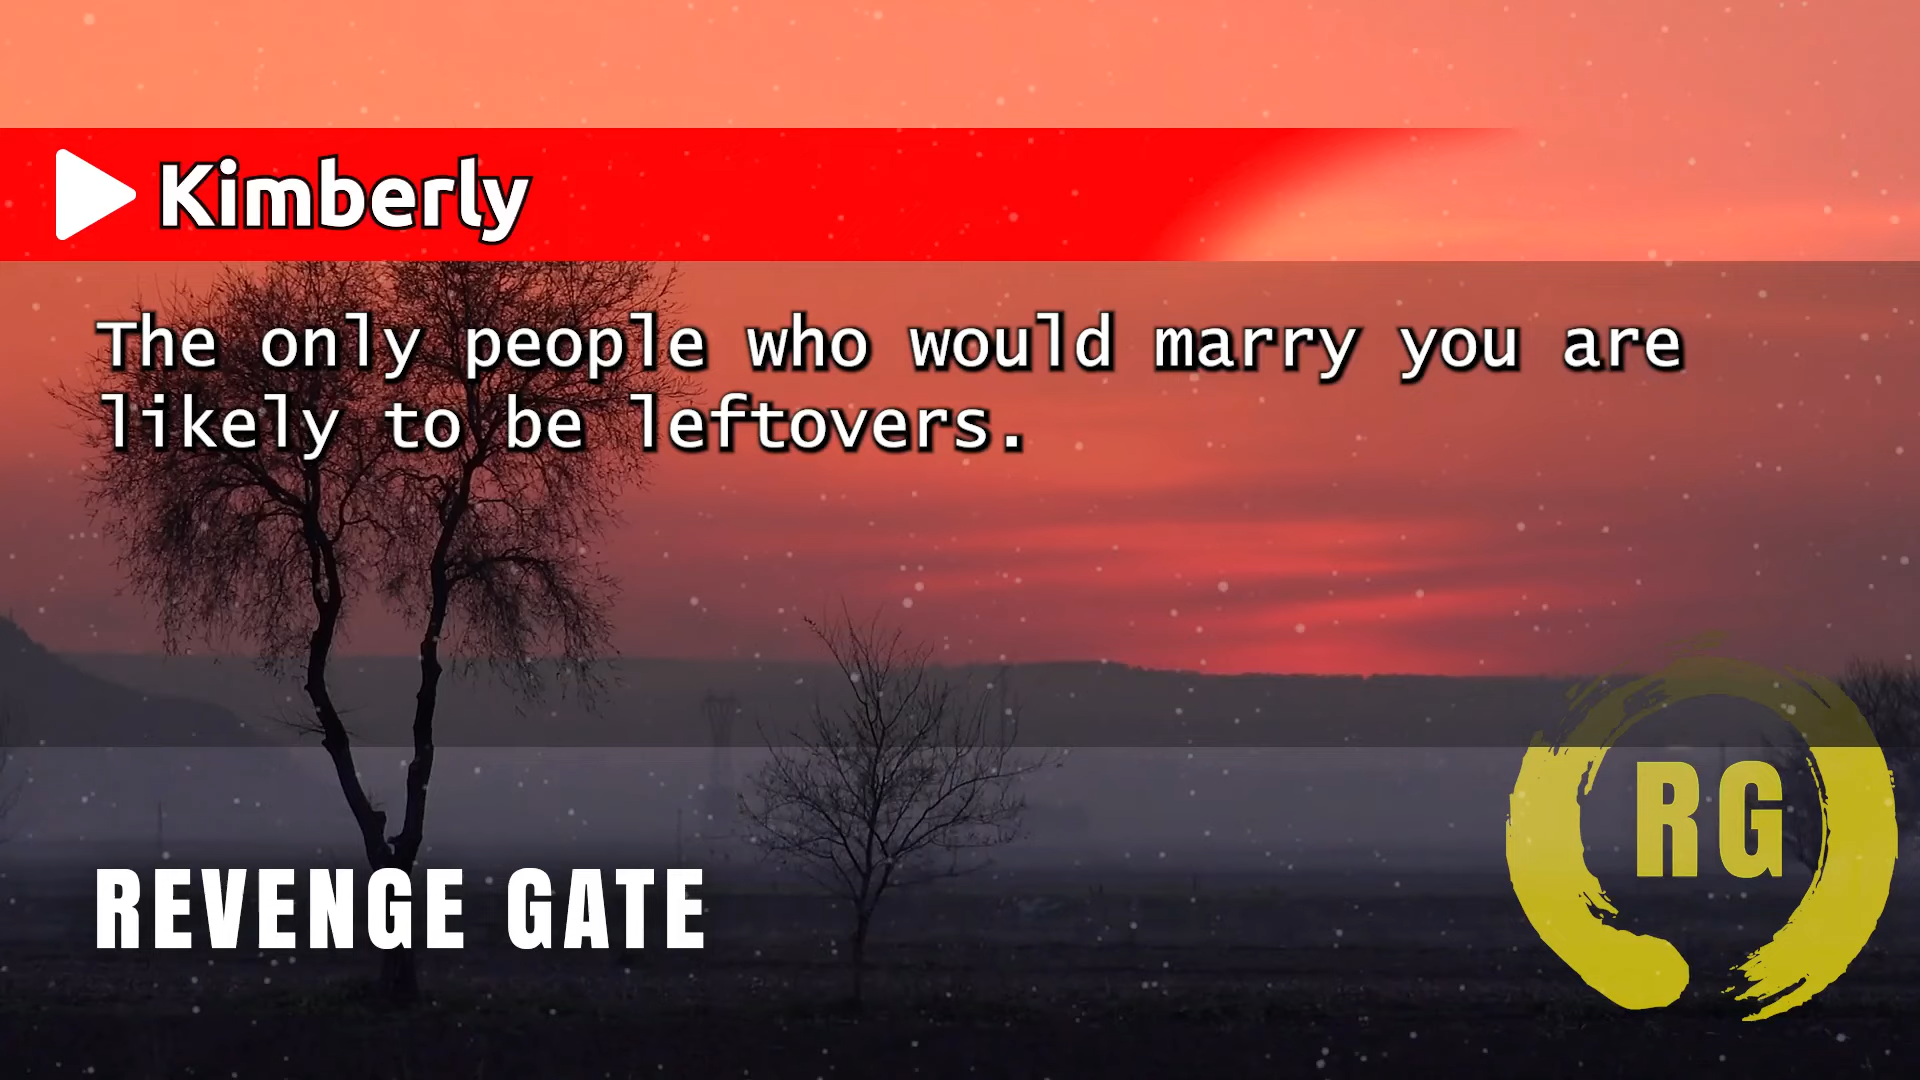 Kimberly
The only people who would marry you are
likely to be leftovers.
REVENGE GATE
RG